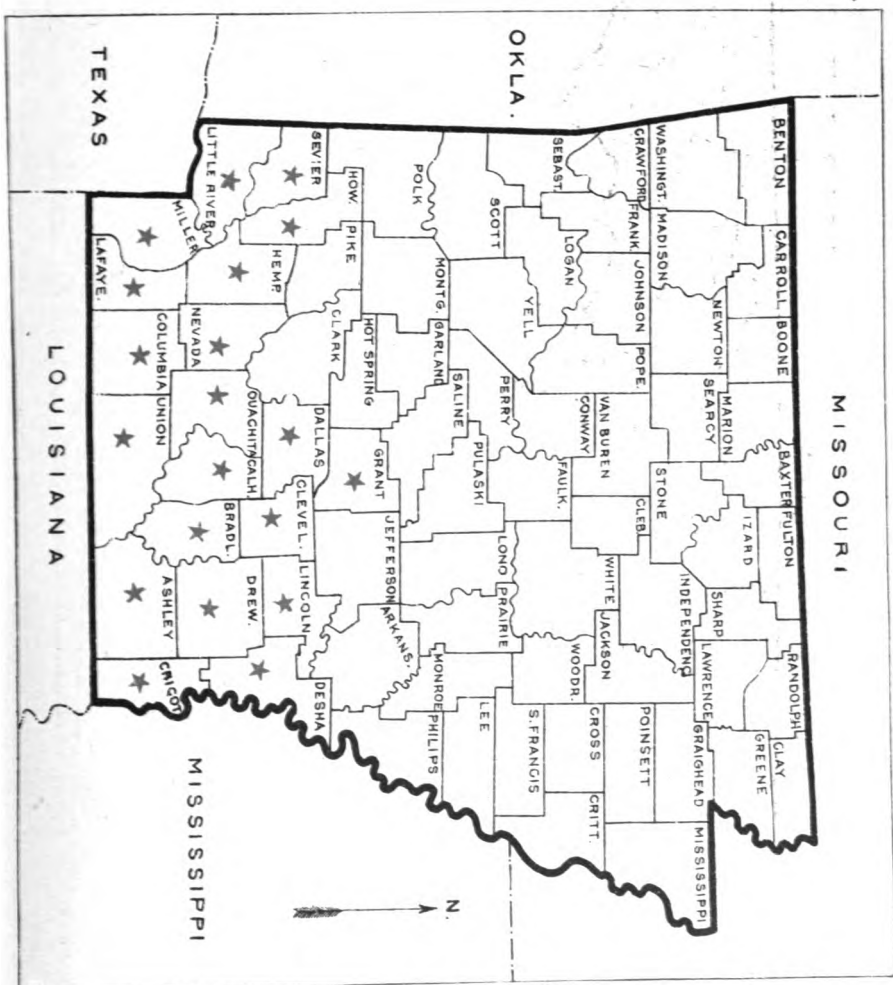 OKLA.
TEXAS
MISSOURI
LOUISIANA
MISSISSIPPI
N.
BENTON
CARROLL
BOONE
MARION
BAXTER
FULTON
RANDOLPH
CLAY
GREENE
WASHINGT.
MADISON
NEWTON
SEARCY
IZARD
SHARP
LAWRENCE
GRAIGHEAD
MISSISSIPPI
CRAWFORD
FRANK.
JOHNSON
POPE.
VAN BUREN
STONE
CLEB.
INDEPENDENC
JACKSON
POINSETT
SEBAST.
LOGAN
CONWAY
FAULK.
WHITE
WOODR.
CROSS
CRITT.
SCOTT
YELL
PERRY
PULASKI
LONO
PRAIRIE
S. FRANCIS
LEE
POLK
MONTG.
GARLAND
SALINE
MONROE
PHILIPS
HOW.
PIKE
HOT SPRING
CLARK
GRANT
JEFFERSON
ARKANS.
SEVIER
HEMP.
DALLAS
CLEVEL.
LINCOLN
DESHA
LITTLE RIVER
NEVADA
OUACHITA
CALH.
BRADL.
DREW.
MILLER
LAFAYE.
COLUMBIA
UNION
ASHLEY
CHICOT